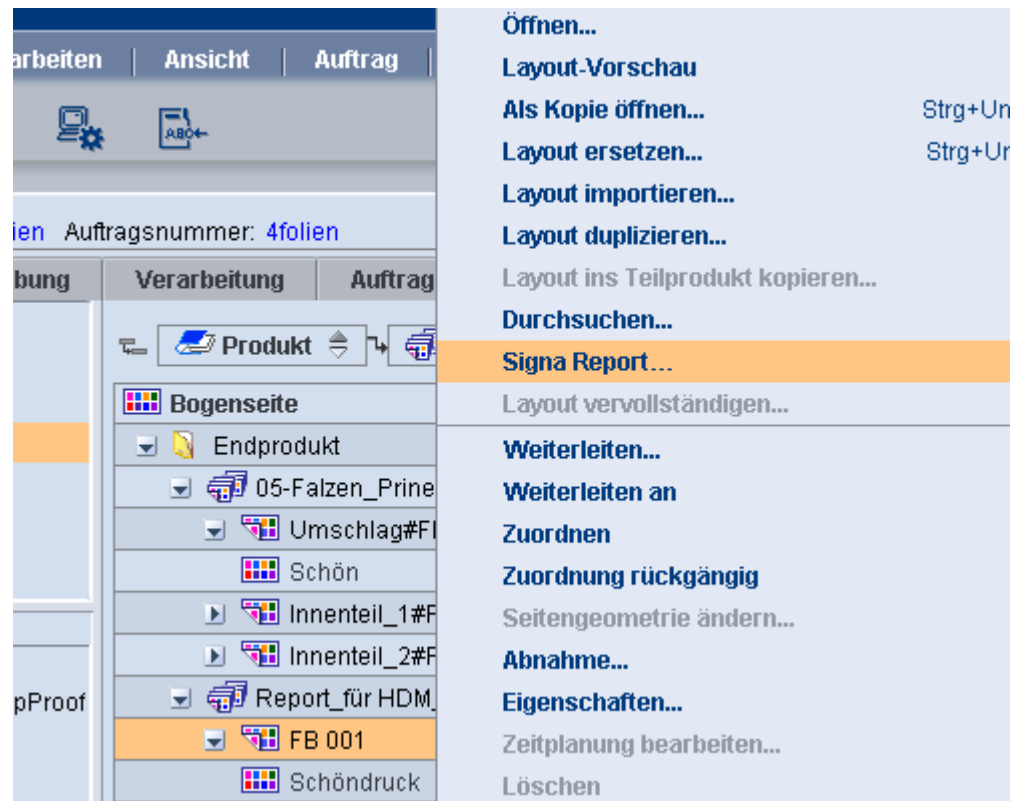 arbeiten | Ansicht | Auftrag |
ABC
ien Auftragsnummer: 4folien
bung Verarbeitung Auftrag
Produkt
Bogenseite
Endprodukt
05-Falzen_Prine
Umschlag#F
Schön
Innenteil_1#F
Innenteil_2#F
pProof
Report_für HDM_
FB 001
Schöndruck
Öffnen...
Layout-Vorschau
Als Kopie öffnen... Strg+Un
Layout ersetzen... Strg+Un
Layout importieren...
Layout duplizieren...
Layout ins Teilprodukt kopieren...
Durchsuchen...
Signa Report...
Layout vervollständigen...
Weiterleiten...
Weiterleiten an
Zuordnen
Zuordnung rückgängig
Seitengeometrie ändern...
Abnahme...
Eigenschaften...
Zeitplanung bearbeiten...
Löschen